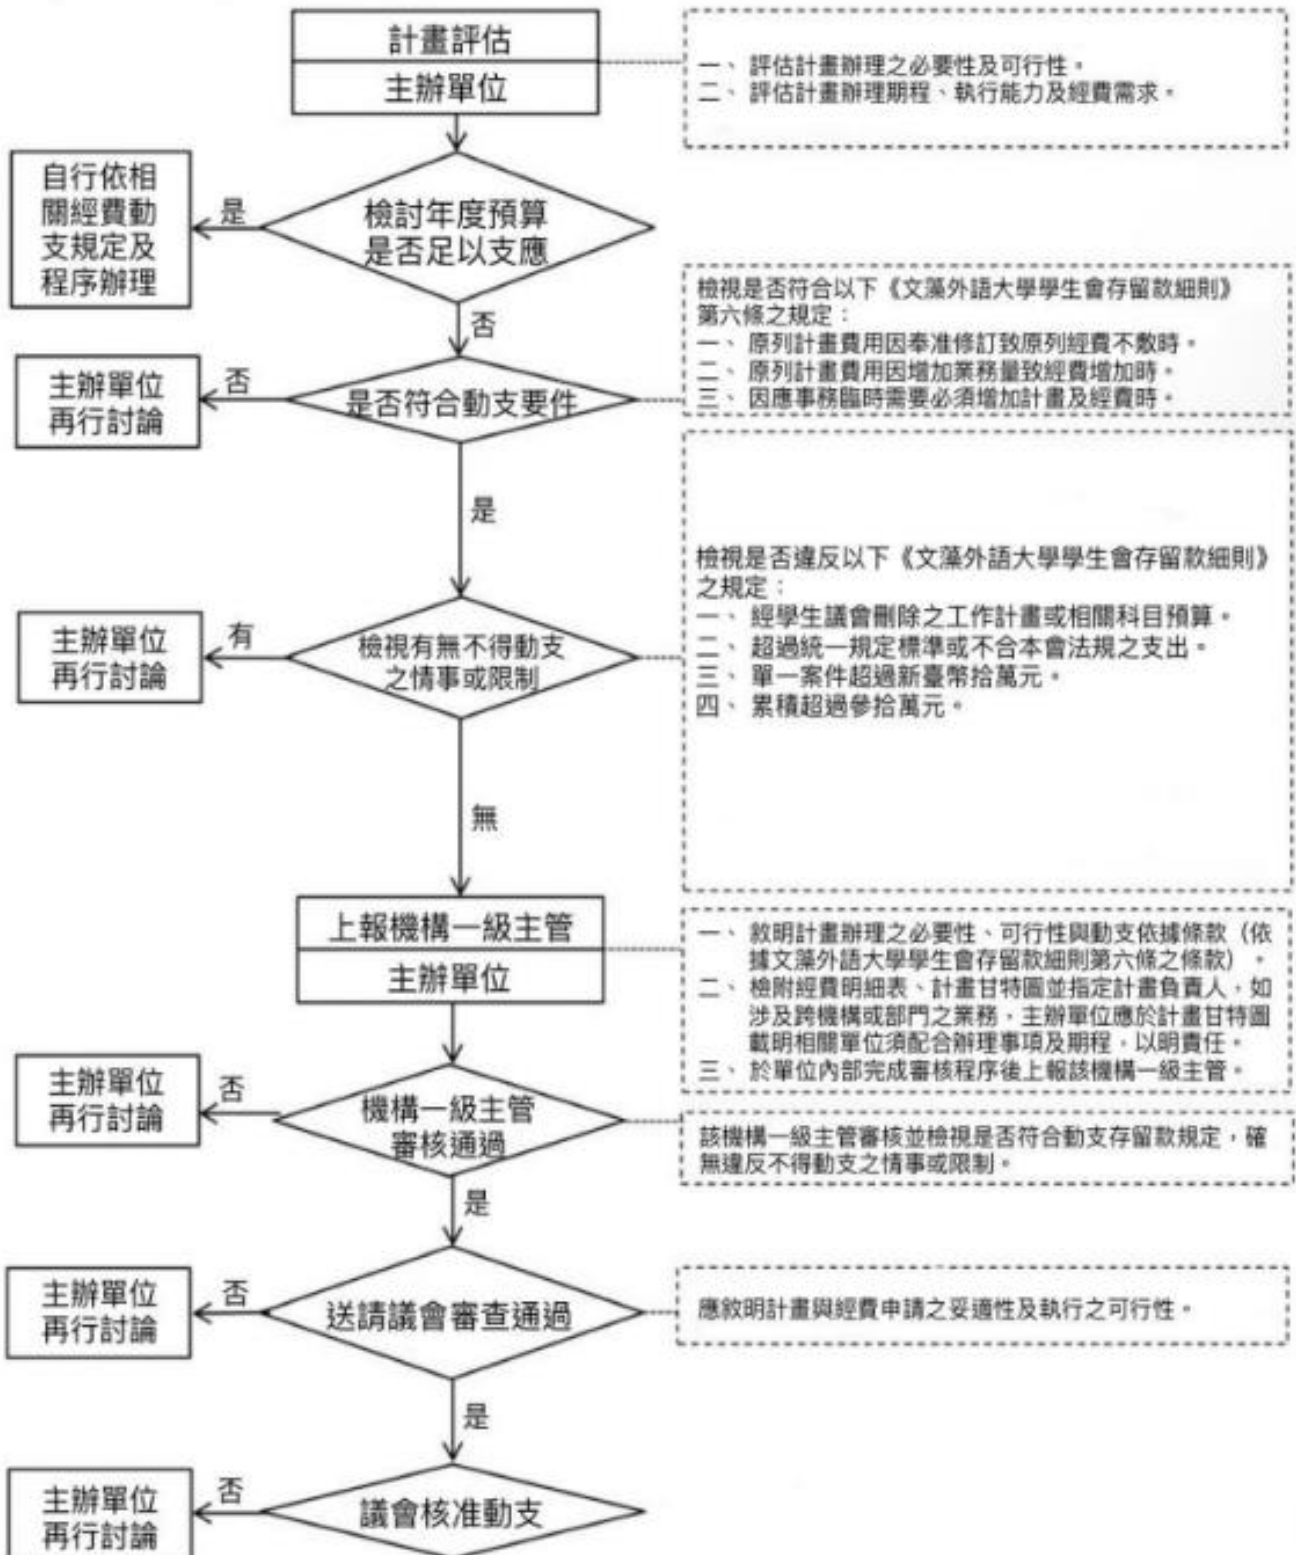 計畫評估
主辦單位
一、 評估計畫辦理之必要性及可行性。
二、 評估計畫辦理期程、執行能力及經費需求。
檢討年度預算
是否足以支應
是
自行依相
關經費動
支規定及
程序辦理
否
是否符合動支要件
否
主辦單位
再行討論
檢視是否符合以下《文藻外語大學學生會存留款細則》
第六條之規定：
一、 原列計畫費用因奉准修訂致原列經費不敷時。
二、 原列計畫費用因增加業務量致經費增加時。
三、 因應事務臨時需要必須增加計畫及經費時。
是
檢視有無不得動支
之情事或限制
有
主辦單位
再行討論
檢視是否違反以下《文藻外語大學學生會存留款細則》
之規定：
一、 經學生議會刪除之工作計畫或相關科目預算。
二、 超過統一規定標準或不合本會法規之支出。
三、 單一案件超過新臺幣拾萬元。
四、 累積超過參拾萬元。
無
上報機構一級主管
主辦單位
一、 敘明計畫辦理之必要性、可行性與動支依據條款（依
據文藻外語大學學生會存留款細則第六條之條款）。
二、 檢附經費明細表、計畫甘特圖並指定計畫負責人，如
涉及跨機構或部門之業務，主辦單位應於計畫甘特圖
載明相關單位須配合辦理事項及期程，以明責任。
三、 於單位內部完成審核程序後上報該機構一級主管。
機構一級主管
審核通過
否
主辦單位
再行討論
該機構一級主管審核並檢視是否符合動支存留款規定，確
無違反不得動支之情事或限制。
是
送請議會審查通過
否
主辦單位
再行討論
應敘明計畫與經費申請之妥適性及執行之可行性。
是
議會核准動支
否
主辦單位
再行討論